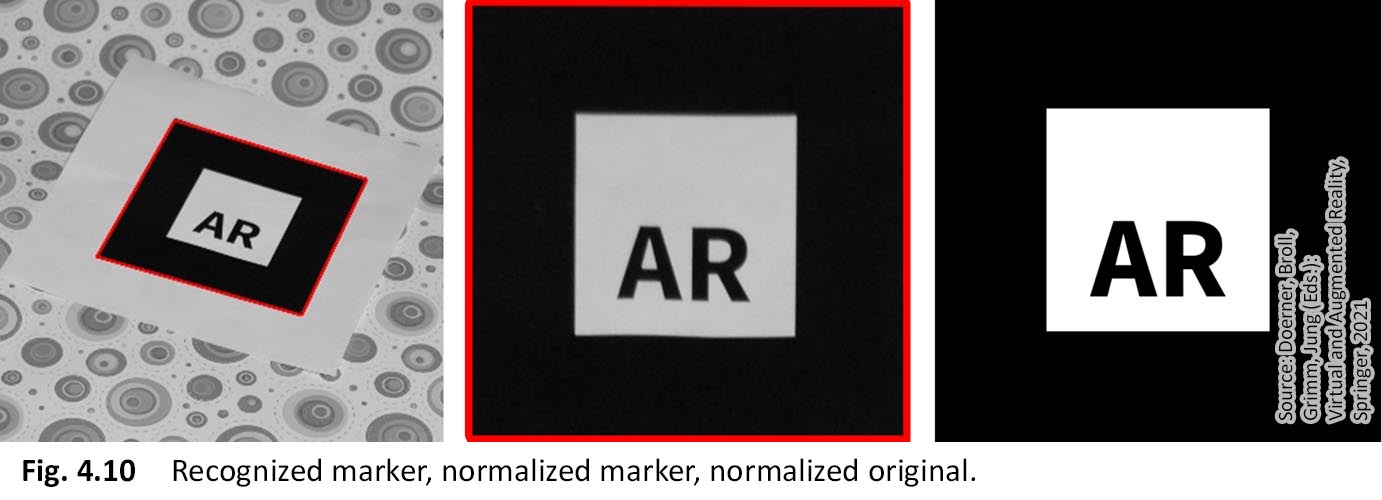 AR
AR
AR
Source: Doerner, Broll,
Grimm, Jung (Eds.):
Virtual and Augmented Reality,
Springer, 2021
Fig. 4.10 Recognized marker, normalized marker, normalized original.